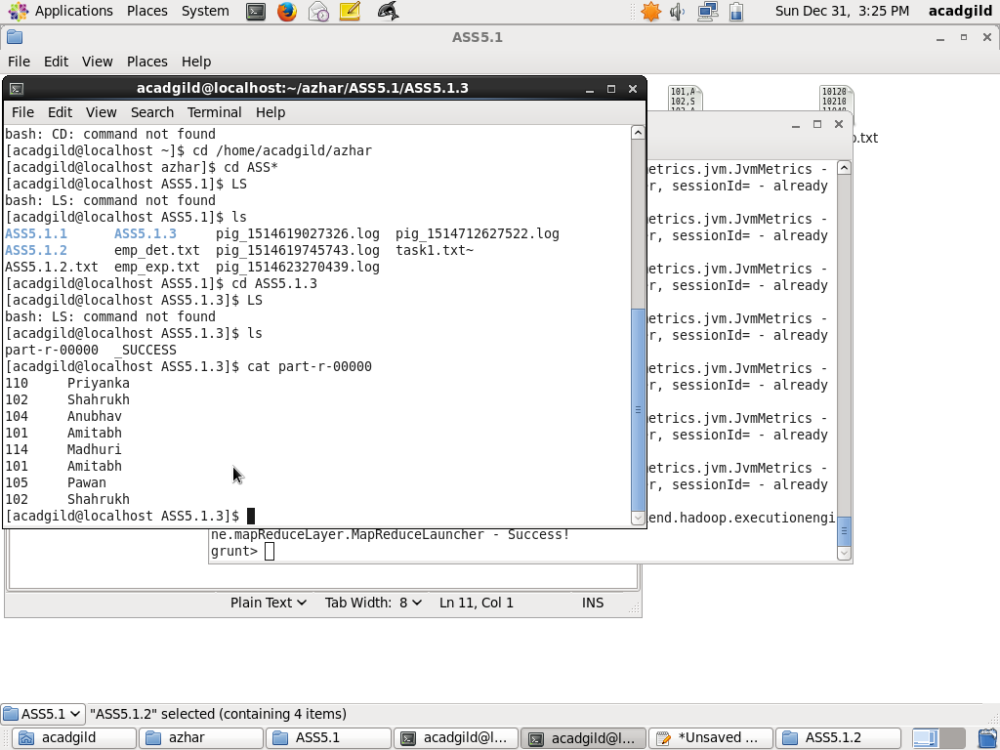 Applications Places System Sun Dec 31, 3:25 PM acadgild
ASS5.1
File Edit View Places Help
acadgild@localhost:~/azhar/ASS5.1/ASS5.1.3
File Edit View Search Terminal Help
bash: CD: command not found
[acadgild@localhost ~]$ cd /home/acadgild/azhar
[acadgild@localhost azhar]$ cd ASS*
[acadgild@localhost ASS5.1]$ LS
bash: LS: command not found
[acadgild@localhost ASS5.1]$ ls
ASS5.1.1 ASS5.1.3 pig_1514619027326.log pig_1514712627522.log
ASS5.1.2 emp_det.txt pig_1514619745743.log task1.txt~
ASS5.1.2.txt emp_exp.txt pig_1514623270439.log
[acadgild@localhost ASS5.1]$ cd ASS5.1.3
[acadgild@localhost ASS5.1.3]$ LS
bash: LS: command not found
[acadgild@localhost ASS5.1.3]$ ls
part-r-00000 _SUCCESS
[acadgild@localhost ASS5.1.3]$ cat part-r-00000
110 Priyanka
102 Shahrukh
104 Anubhav
101 Amitabh
114 Madhuri
101 Amitabh
105 Pawan
102 Shahrukh
[acadgild@localhost ASS5.1.3]$
101,A
102,S
10120
10210
p.txt
etrics.jvm.JvmMetrics -
r, sessionId= - already
etrics.jvm.JvmMetrics -
r, sessionId= - already
etrics.jvm.JvmMetrics -
r, sessionId= - already
etrics.jvm.JvmMetrics -
r, sessionId= - already
etrics.jvm.JvmMetrics -
r, sessionId= - already
etrics.jvm.JvmMetrics -
r, sessionId= - already
etrics.jvm.JvmMetrics -
r, sessionId= - already
end.hadoop.executionengi
ne.mapReduceLayer.MapReduceLauncher - Success!
grunt>
Plain Text Tab Width: 8 Ln 11, Col 1 INS
ASS5.1 "ASS5.1.2" selected (containing 4 items)
acadgild azhar ASS5.1 acadgild@l... acadgild@l... *Unsaved ... ASS5.1.2